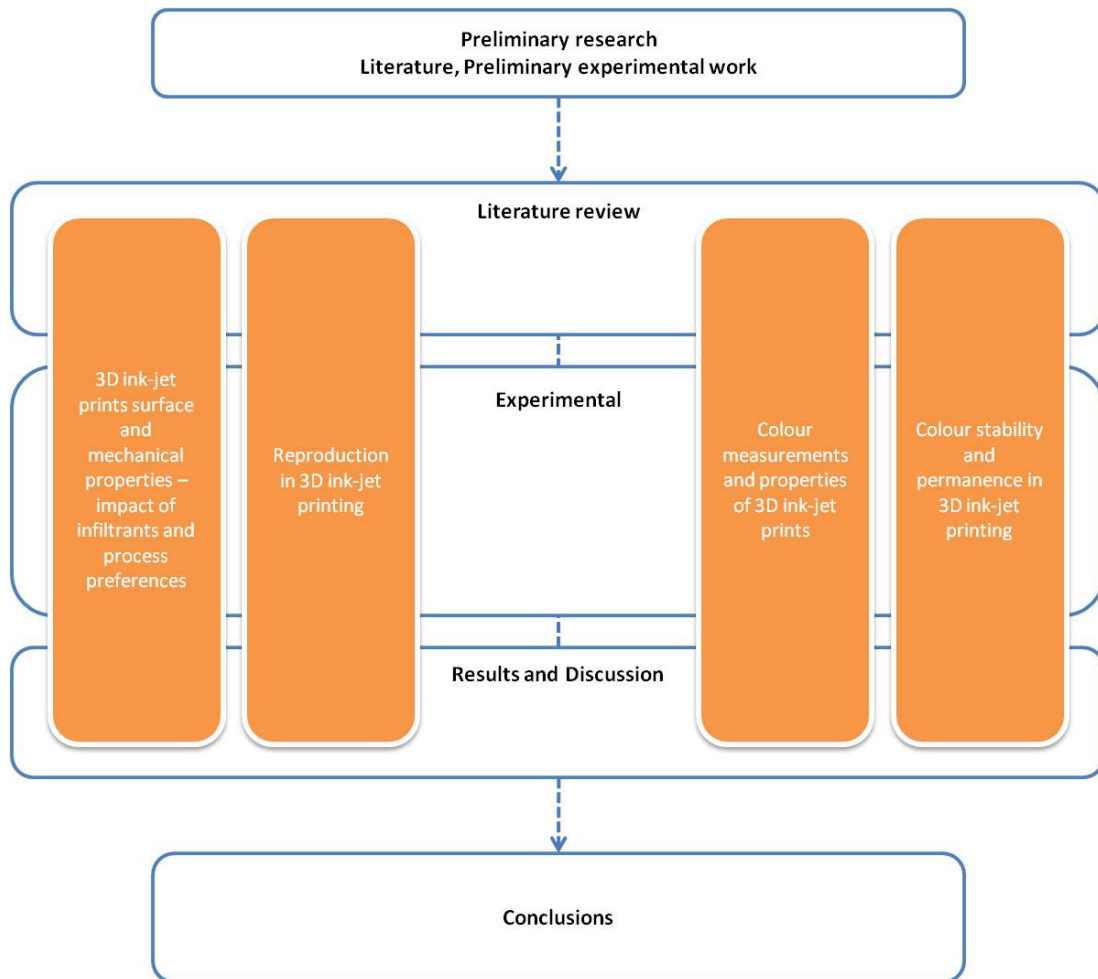 Preliminary research
Literature, Preliminary experimental work
Literature review
3D ink-jet
prints surface
and
mechanical
properties –
impact of
infiltrants and
process
preferences
Reproduction
in 3D ink-jet
printing
Experimental
Colour
measurements
and properties
of 3D ink-jet
prints
Colour stability
and
permanence in
3D ink-jet
printing
Results and Discussion
Conclusions